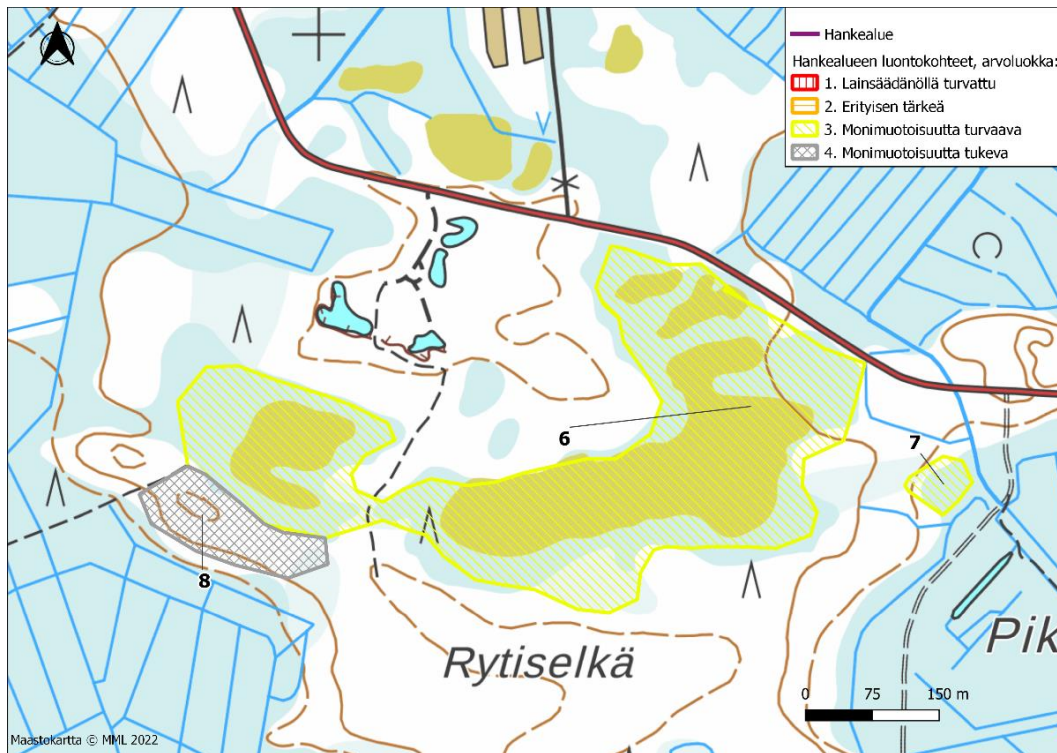 Hankealue
Hankealueen luontokohteet, arvoluokka:
1. Lainsäädänöllä turvattu
2. Erityisen tärkeä
3. Monimuotoisuutta turvaava
4. Monimuotoisuutta tukeva
6
7
8
Rytiselkä
Pik
0 75 150 m
Maastokartta © MML 2022